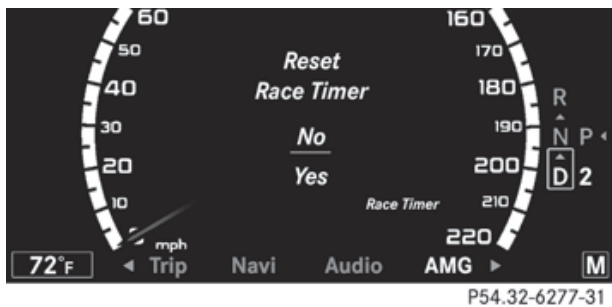 60 160
50 Reset 170
40 Race Timer 180 R
30 No 190 N P
20 Yes 200 D 2
10 Race Timer 210
mph 220
72°F Trip Navi Audio AMG M
P54.32-6277-31